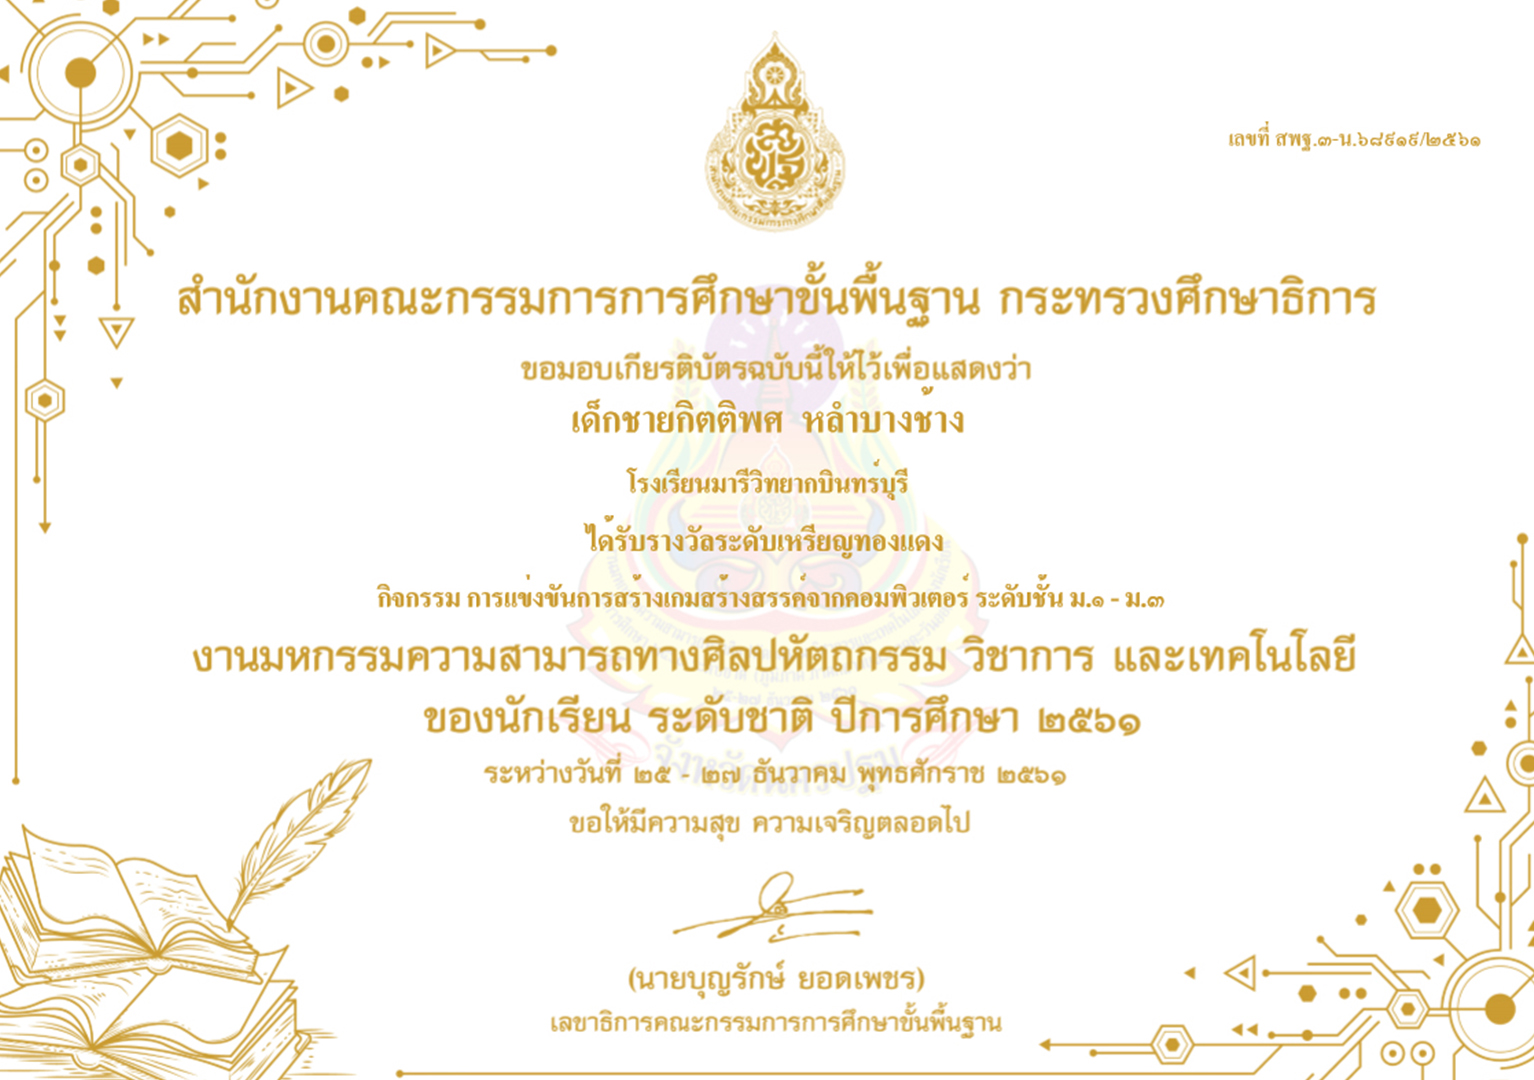 เลขที่ สพฐ.๓-น.๖๘๙๑๙/๒๕๖๑
สำนักงานคณะกรรมการการศึกษาขั้นพื้นฐาน กระทรวงศึกษาธิการ
ขอมอบเกียรติบัตรฉบับนี้ให้ไว้เพื่อแสดงว่า
เด็กชายกิตติพศ หลำบางช้าง
โรงเรียนมารีวิทยากบินทร์บุรี
ได้รับรางวัลระดับเหรียญทองแดง
กิจกรรม การแข่งขันการสร้างเกมสร้างสรรค์จากคอมพิวเตอร์ ระดับชั้น ม.๑ - ม.๓
งานมหกรรมความสามารถทางศิลปหัตถกรรม วิชาการ และเทคโนโลยี
ของนักเรียน ระดับชาติ ปีการศึกษา ๒๕๖๑
ระหว่างวันที่ ๒๕ - ๒๗ ธันวาคม พุทธศักราช ๒๕๖๑
จังหวัดนครปฐม
ขอให้มีความสุข ความเจริญตลอดไป
(นายบุญรักษ์ ยอดเพชร)
เลขาธิการคณะกรรมการการศึกษาขั้นพื้นฐาน